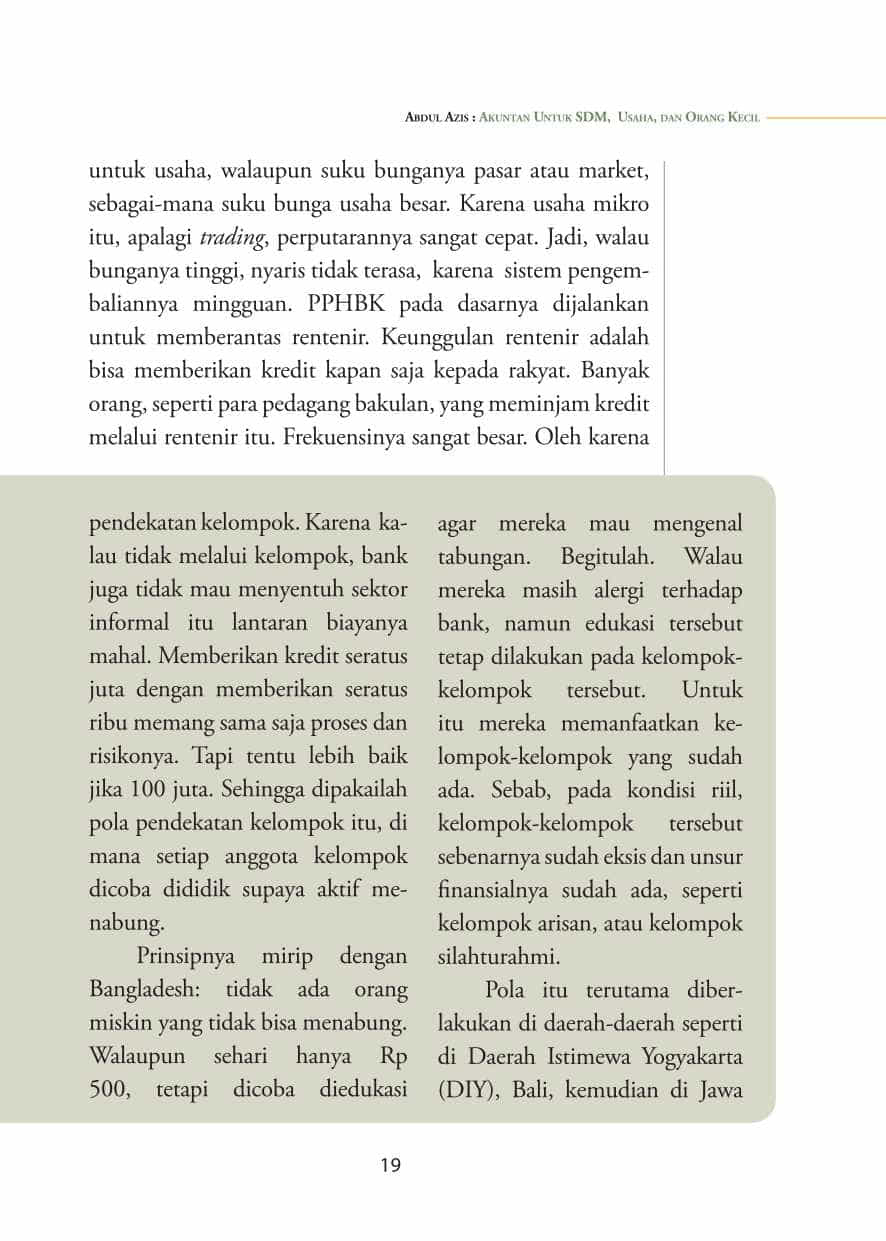 Abdul Azis : Akuntan Untuk SDM, Usaha, dan Orang Kecil
untuk usaha, walaupun suku bunganya pasar atau market,
sebagai-mana suku bunga usaha besar. Karena usaha mikro
itu, apalagi trading, perputarannya sangat cepat. Jadi, walau
bunganya tinggi, nyaris tidak terasa, karena sistem pengem-
baliannya mingguan. PPHBK pada dasarnya dijalankan
untuk memberantas rentenir. Keunggulan rentenir adalah
bisa memberikan kredit kapan saja kepada rakyat. Banyak
orang, seperti para pedagang bakulan, yang meminjam kredit
melalui rentenir itu. Frekuensinya sangat besar. Oleh karena
pendekatan kelompok. Karena ka-
lau tidak melalui kelompok, bank
juga tidak mau menyentuh sektor
informal itu lantaran biayanya
mahal. Memberikan kredit seratus
juta dengan memberikan seratus
ribu memang sama saja proses dan
risikonya. Tapi tentu lebih baik
jika 100 juta. Sehingga dipakailah
pola pendekatan kelompok itu, di
mana setiap anggota kelompok
dicoba dididik supaya aktif me-
nabung.
Prinsipnya mirip dengan
Bangladesh: tidak ada orang
miskin yang tidak bisa menabung.
Walaupun sehari hanya Rp
500, tetapi dicoba diedukasi
agar mereka mau mengenal
tabungan. Begitulah. Walau
mereka masih alergi terhadap
bank, namun edukasi tersebut
tetap dilakukan pada kelompok-
kelompok tersebut. Untuk
itu mereka memanfaatkan ke-
lompok-kelompok yang sudah
ada. Sebab, pada kondisi riil,
kelompok-kelompok tersebut
sebenarnya sudah eksis dan unsur
finansialnya sudah ada, seperti
kelompok arisan, atau kelompok
silahturahmi.
Pola itu terutama diber-
lakukan di daerah-daerah seperti
di Daerah Istimewa Yogyakarta
(DIY), Bali, kemudian di Jawa
19